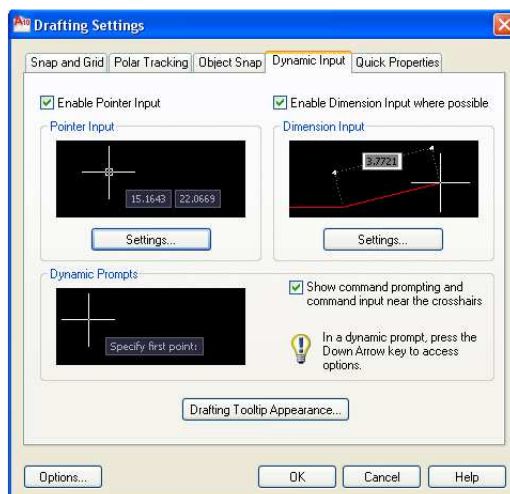 Drafting Settings
Snap and Grid Polar Tracking Object Snap Dynamic Input Quick Properties
Enable Pointer Input
Enable Dimension Input where possible
Pointer Input
15.1643 22.0669
Settings...
Dimension Input
3.7721
Settings...
Dynamic Prompts
Specify first point:
Show command prompting and
command input near the crosshairs
In a dynamic prompt, press the
Down Arrow key to access
options.
Drafting Tooltip Appearance...
Options... OK Cancel Help